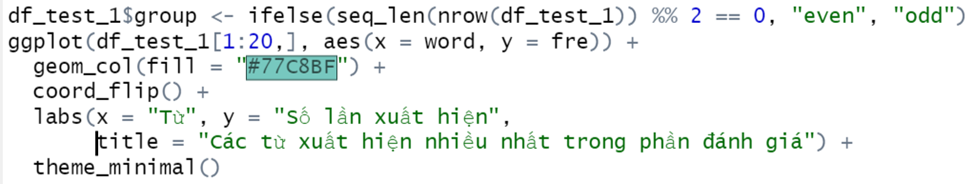 df_test_1$group <- ifelse(seq_len(nrow(df_test_1)) %% 2 == 0, "even", "odd")
ggplot(df_test_1[1:20,], aes(x = word, y = fre)) +
  geom_col(fill = "#77C8BF") +
  coord_flip() +
  labs(x = "Từ", y = "Số lần xuất hiện",
       title = "Các từ xuất hiện nhiều nhất trong phần đánh giá") +
  theme_minimal()